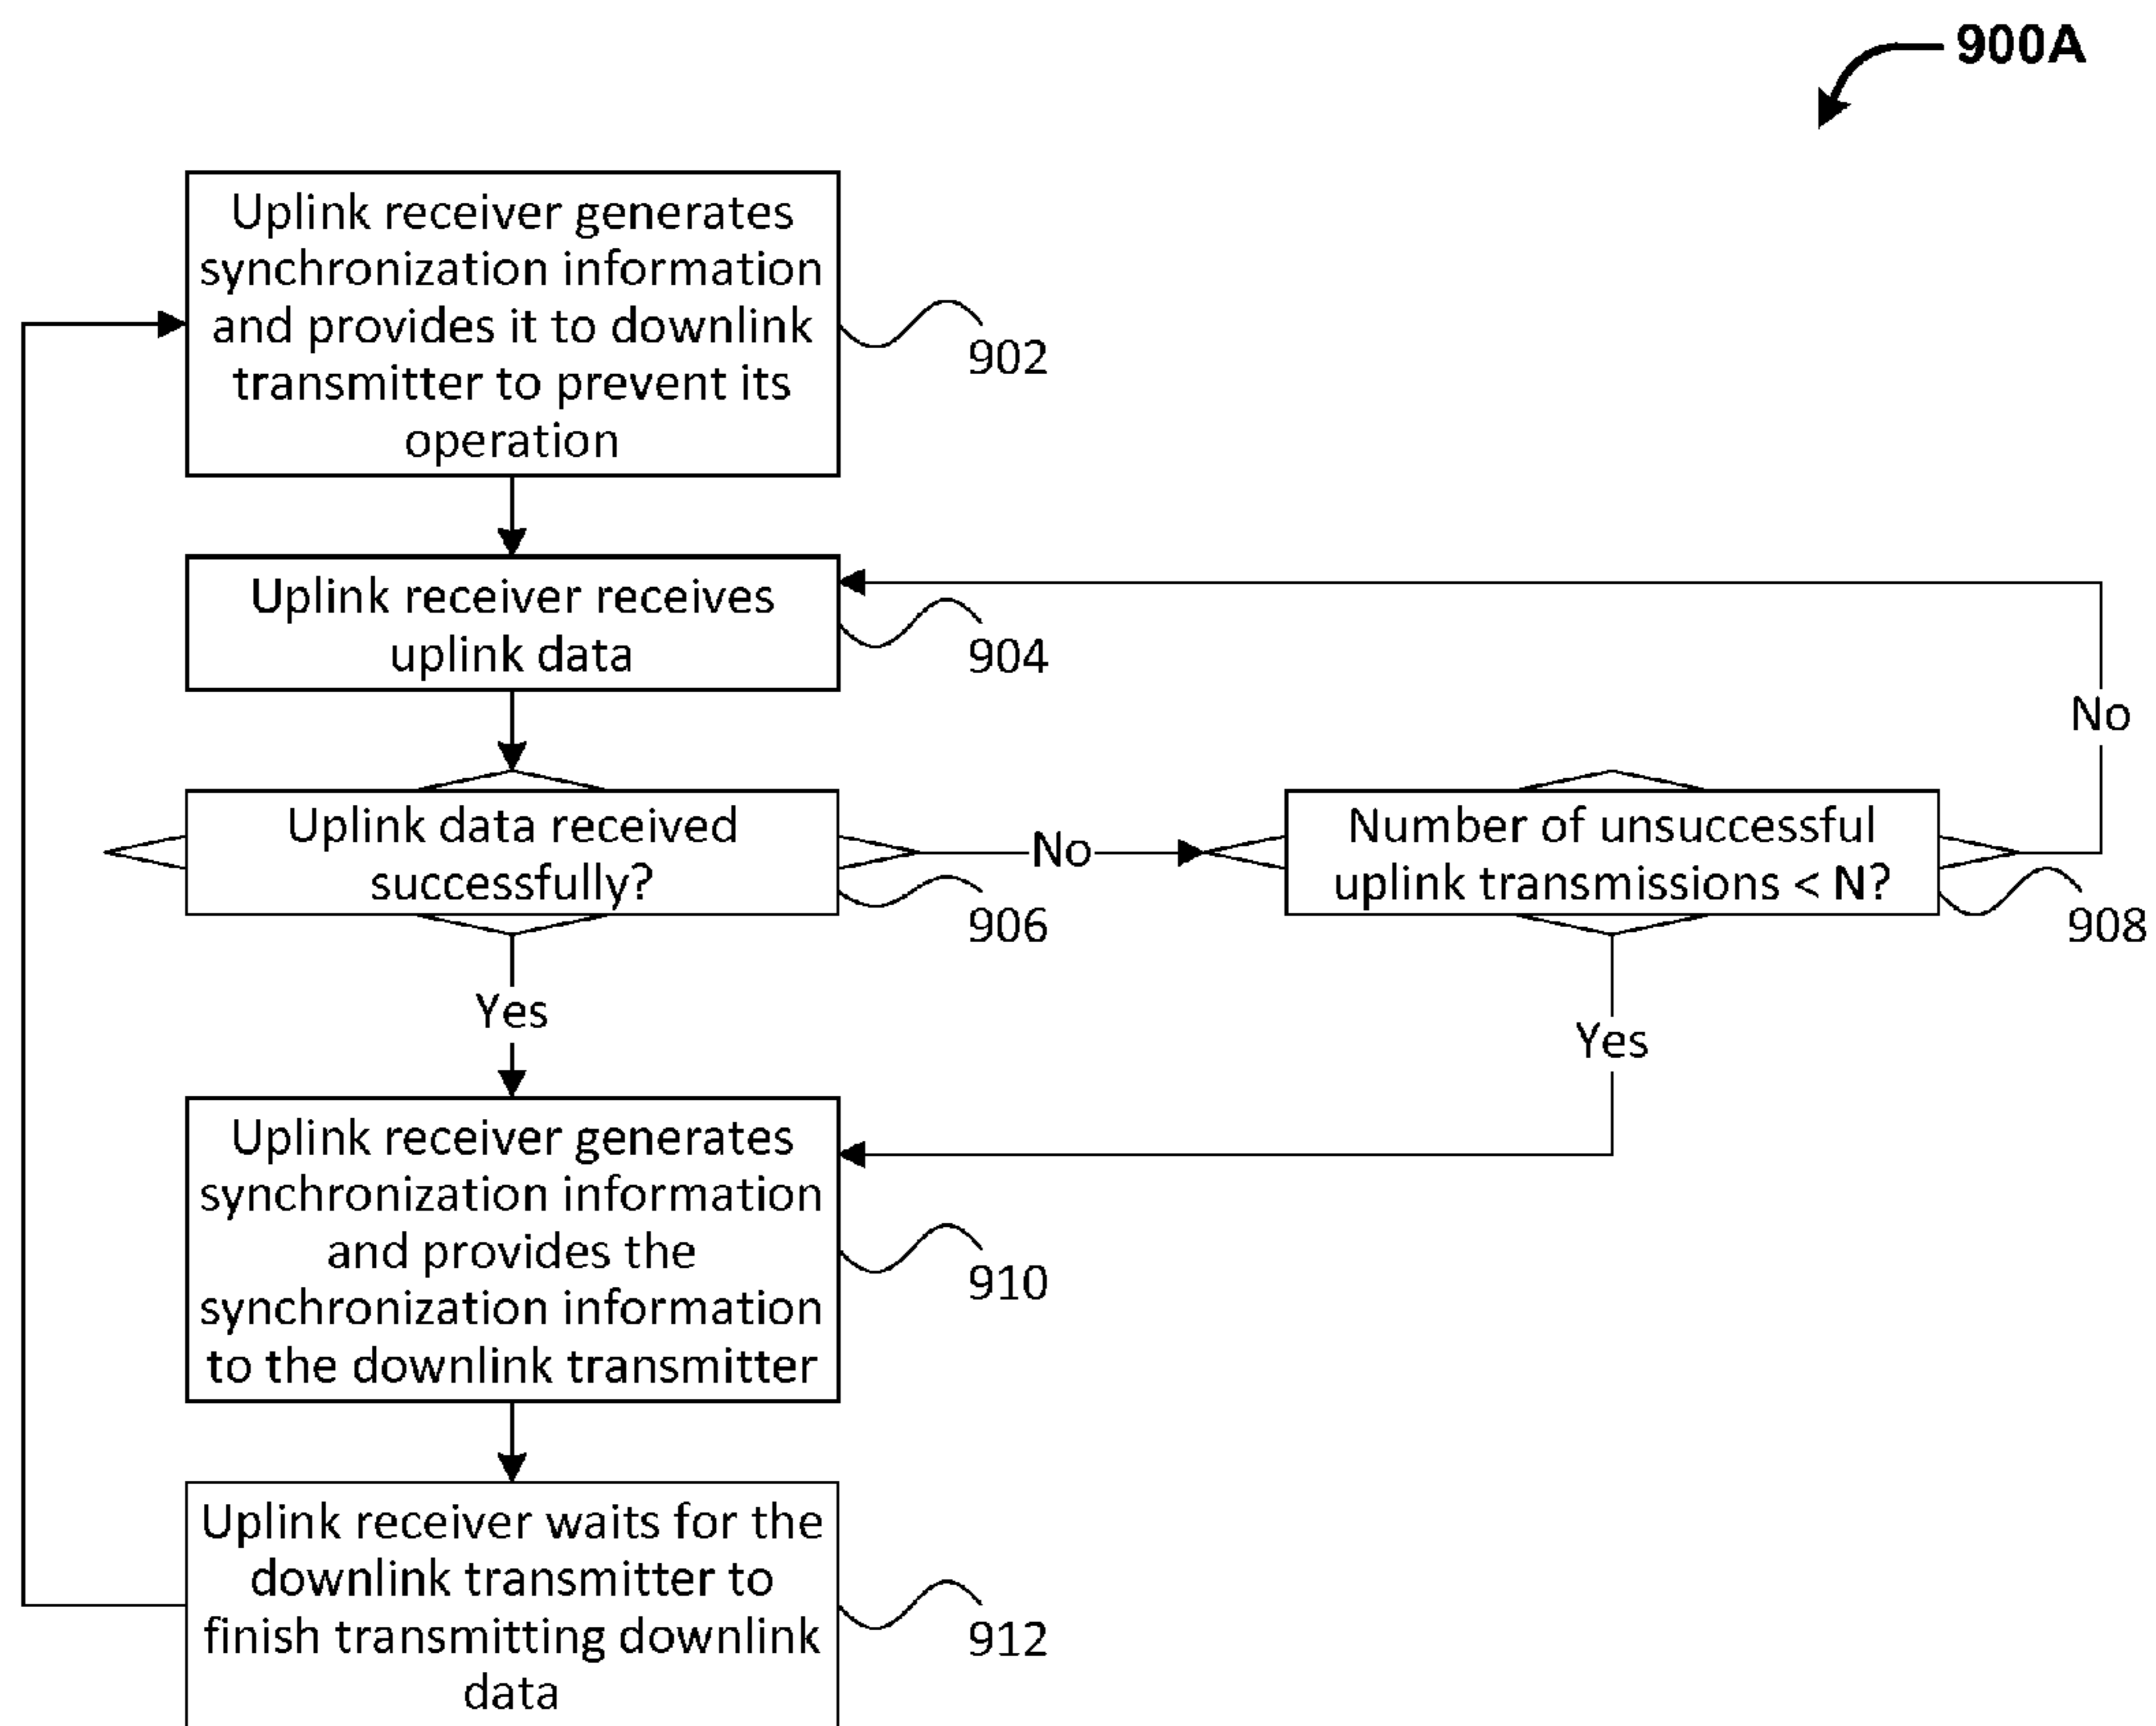 900A
Uplink receiver generates
synchronization information
and provides it to downlink
transmitter to prevent its
operation
902
Uplink receiver receives
uplink data
904
No
Uplink data received
successfully?
906
No
Number of unsuccessful
uplink transmissions < N?
908
Yes
Yes
Uplink receiver generates
synchronization information
and provides the
synchronization information
to the downlink transmitter
910
Uplink receiver waits for the
downlink transmitter to
finish transmitting downlink
data
912